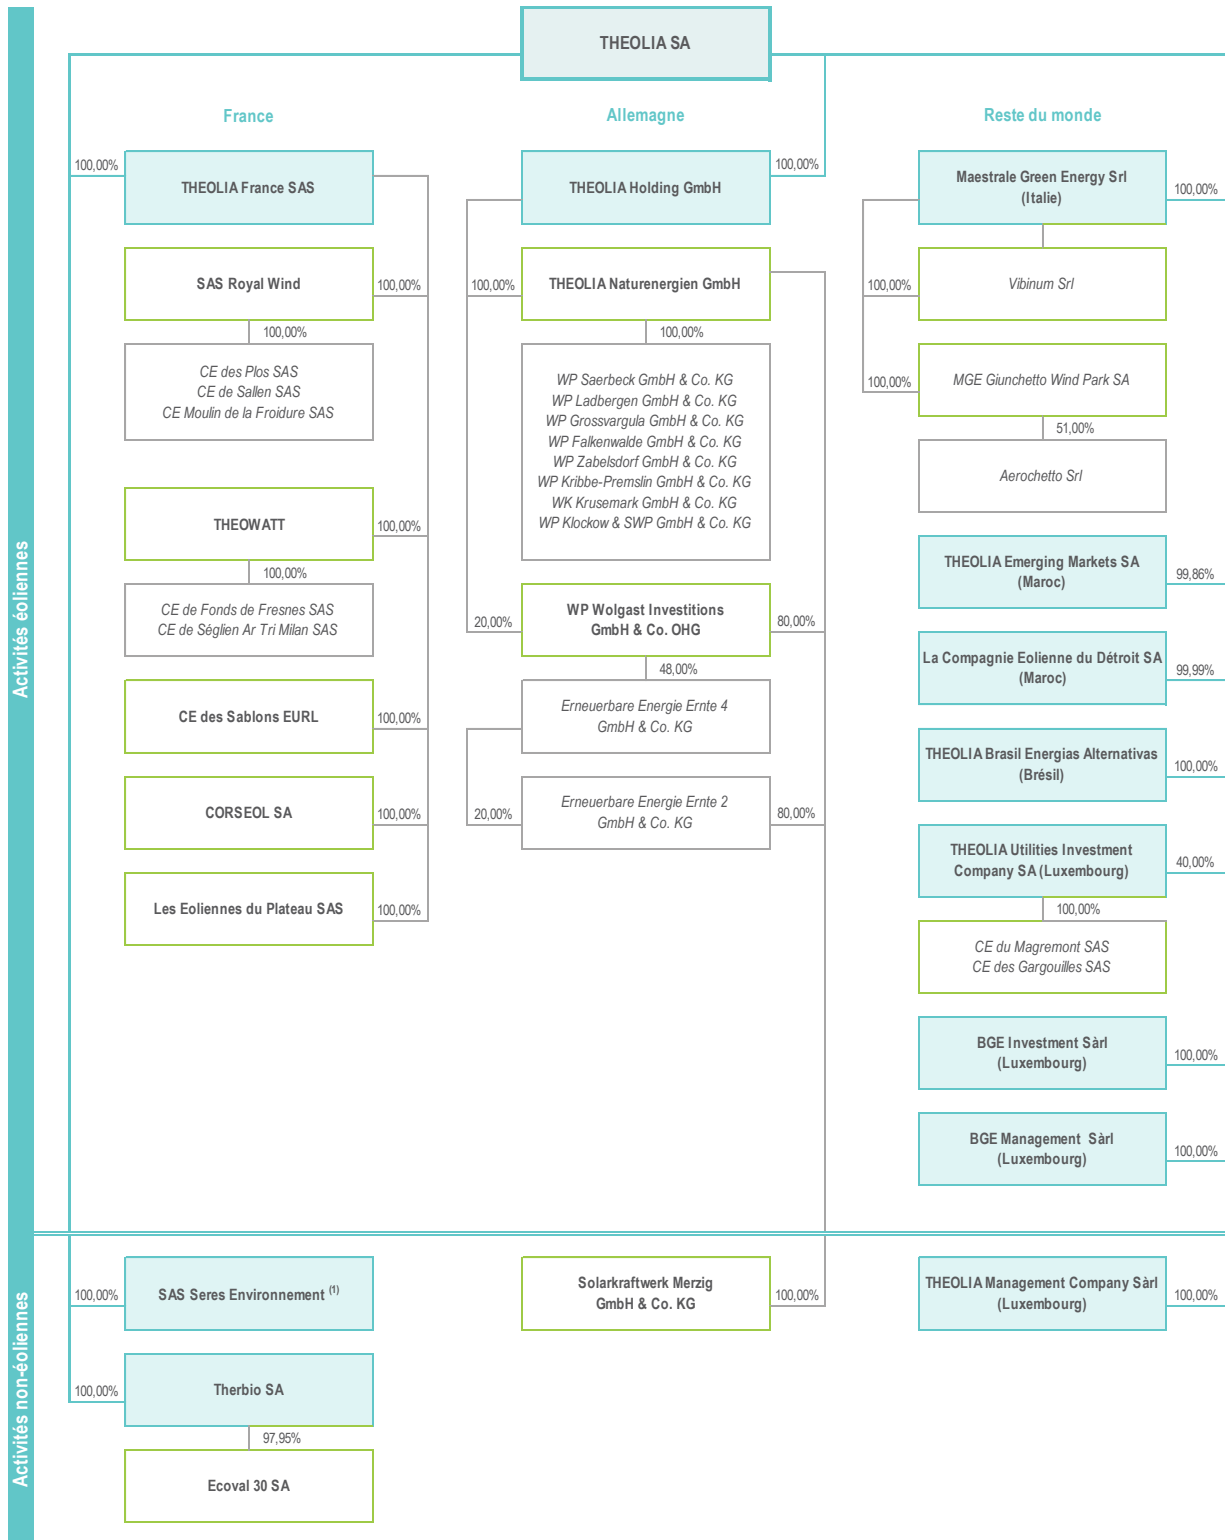 THEOLIA SA
Activités éoliennes
France
100,00%
THEOLIA France SAS
SAS Royal Wind
100,00%
100,00%
CE des Plos SAS
CE de Sallen SAS
CE Moulin de la Froidure SAS
THEOWATT
100,00%
100,00%
CE de Fonds de Fresnes SAS
CE de Séglien Ar Tri Milan SAS
CE des Sablons EURL
100,00%
CORSEOL SA
100,00%
Les Eoliennes du Plateau SAS
100,00%
Allemagne
THEOLIA Holding GmbH
100,00%
100,00%
THEOLIA Naturenergien GmbH
100,00%
WP Saerbeck GmbH & Co. KG
WP Ladbergen GmbH & Co. KG
WP Grossvargula GmbH & Co. KG
WP Falkenwalde GmbH & Co. KG
WP Zabelsdorf GmbH & Co. KG
WP Kribbe-Premslin GmbH & Co. KG
WK Krusemark GmbH & Co. KG
WP Klockow & SWP GmbH & Co. KG
20,00%
WP Wolgast Investitions
GmbH & Co. OHG
80,00%
48,00%
Erneuerbare Energie Ernte 4
GmbH & Co. KG
20,00%
Erneuerbare Energie Ernte 2
GmbH & Co. KG
80,00%
Reste du monde
Maestrale Green Energy Srl
(Italie)
100,00%
100,00%
Vibinum Srl
100,00%
MGE Giunchetto Wind Park SA
51,00%
Aerochetto Srl
THEOLIA Emerging Markets SA
(Maroc)
99,86%
La Compagnie Eolienne du Détroit SA
(Maroc)
99,99%
THEOLIA Brasil Energias Alternativas
(Brésil)
100,00%
THEOLIA Utilities Investment
Company SA (Luxembourg)
40,00%
100,00%
CE du Magremont SAS
CE des Gargouilles SAS
BGE Investment Sàrl
(Luxembourg)
100,00%
BGE Management Sàrl
(Luxembourg)
100,00%
Activités non-éoliennes
100,00%
SAS Seres Environnement (1)
100,00%
Therbio SA
97,95%
Ecoval 30 SA
Solarkraftwerk Merzig
GmbH & Co. KG
100,00%
THEOLIA Management Company Sàrl
(Luxembourg)
100,00%